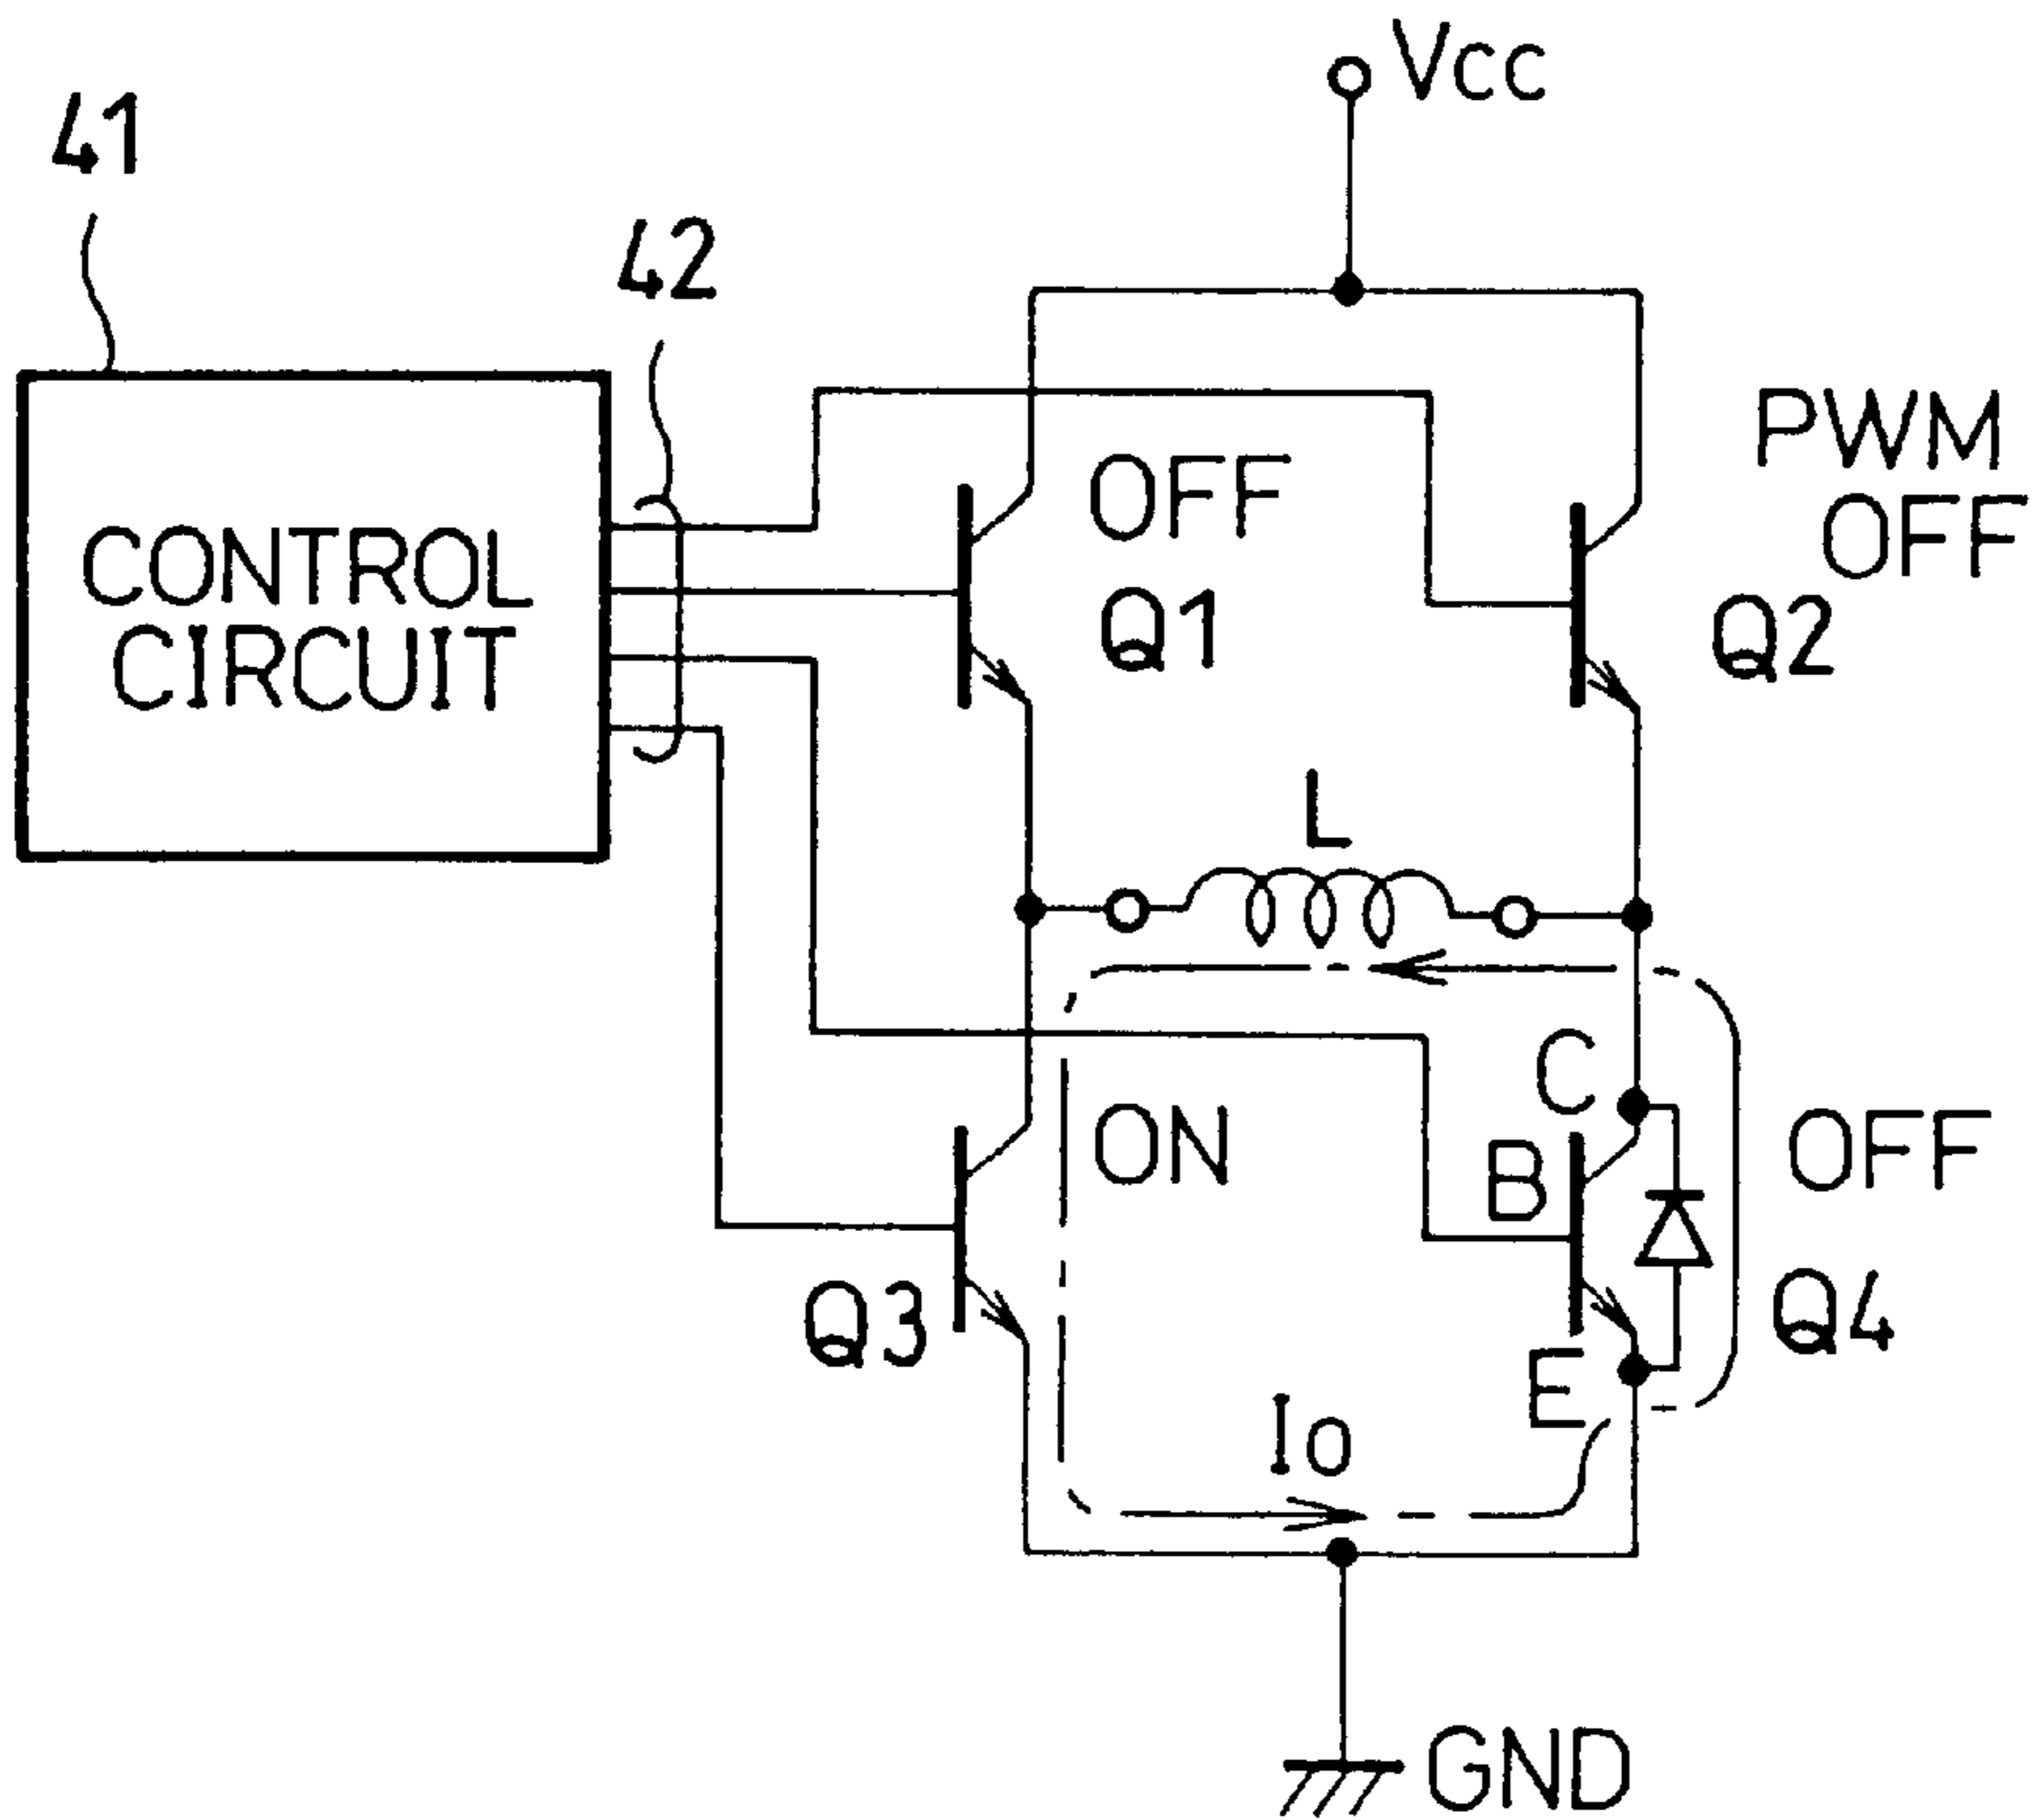 Vcc
41
42
PWM
OFF
OFF
CONTROL
CIRCUIT
Q1
Q2
L
C
ON
B
OFF
Q3
Q4
E
Io
GND